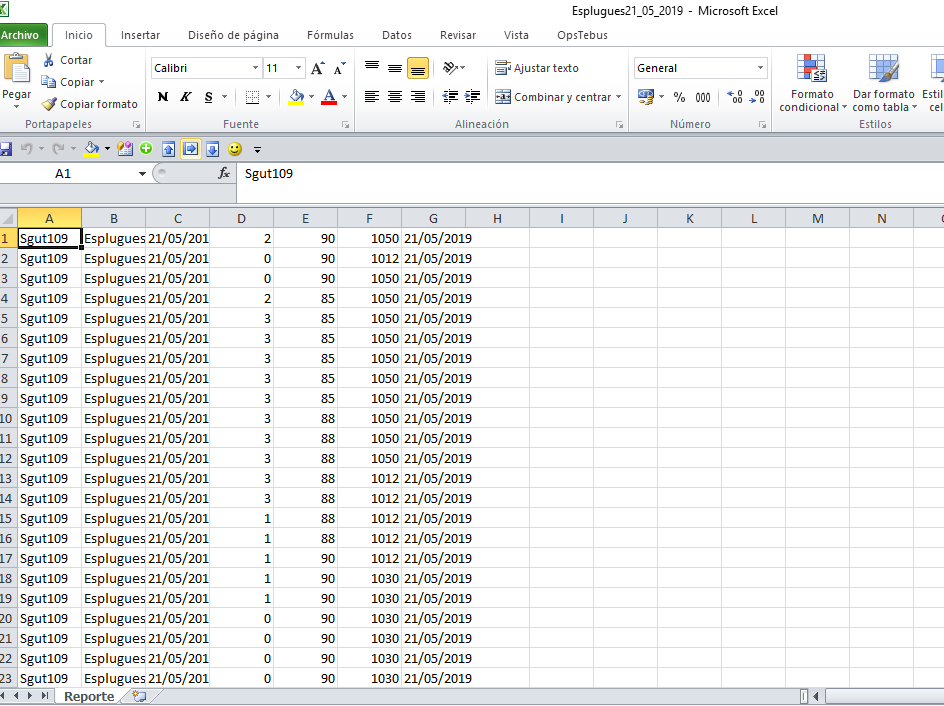 Esplugues21_05_2019 - Microsoft Excel
Archivo Inicio Insertar Diseño de página Fórmulas Datos Revisar Vista OpsTebus
Pegar Cortar Copiar Copiar formato
Calibri 11 Ajustar texto General
N K S Combinar y centrar % 000
Formato condicional Dar formato como tabla
Portapapeles Fuente Alineación Número Estilos
A1 fx Sgut109
A B C D E F G H I J K L M N
1 Sgut109 Esplugues 21/05/201 2 90 1050 21/05/2019
2 Sgut109 Esplugues 21/05/201 0 90 1012 21/05/2019
3 Sgut109 Esplugues 21/05/201 0 90 1050 21/05/2019
4 Sgut109 Esplugues 21/05/201 2 85 1050 21/05/2019
5 Sgut109 Esplugues 21/05/201 3 85 1050 21/05/2019
6 Sgut109 Esplugues 21/05/201 3 85 1050 21/05/2019
7 Sgut109 Esplugues 21/05/201 3 85 1050 21/05/2019
8 Sgut109 Esplugues 21/05/201 3 85 1050 21/05/2019
9 Sgut109 Esplugues 21/05/201 3 85 1050 21/05/2019
10 Sgut109 Esplugues 21/05/201 3 88 1050 21/05/2019
11 Sgut109 Esplugues 21/05/201 3 88 1050 21/05/2019
12 Sgut109 Esplugues 21/05/201 3 88 1050 21/05/2019
13 Sgut109 Esplugues 21/05/201 3 88 1012 21/05/2019
14 Sgut109 Esplugues 21/05/201 3 88 1012 21/05/2019
15 Sgut109 Esplugues 21/05/201 1 88 1012 21/05/2019
16 Sgut109 Esplugues 21/05/201 1 88 1012 21/05/2019
17 Sgut109 Esplugues 21/05/201 1 90 1012 21/05/2019
18 Sgut109 Esplugues 21/05/201 1 90 1030 21/05/2019
19 Sgut109 Esplugues 21/05/201 1 90 1030 21/05/2019
20 Sgut109 Esplugues 21/05/201 0 90 1030 21/05/2019
21 Sgut109 Esplugues 21/05/201 0 90 1030 21/05/2019
22 Sgut109 Esplugues 21/05/201 0 90 1030 21/05/2019
23 Sgut109 Esplugues 21/05/201 0 90 1030 21/05/2019
Reporte